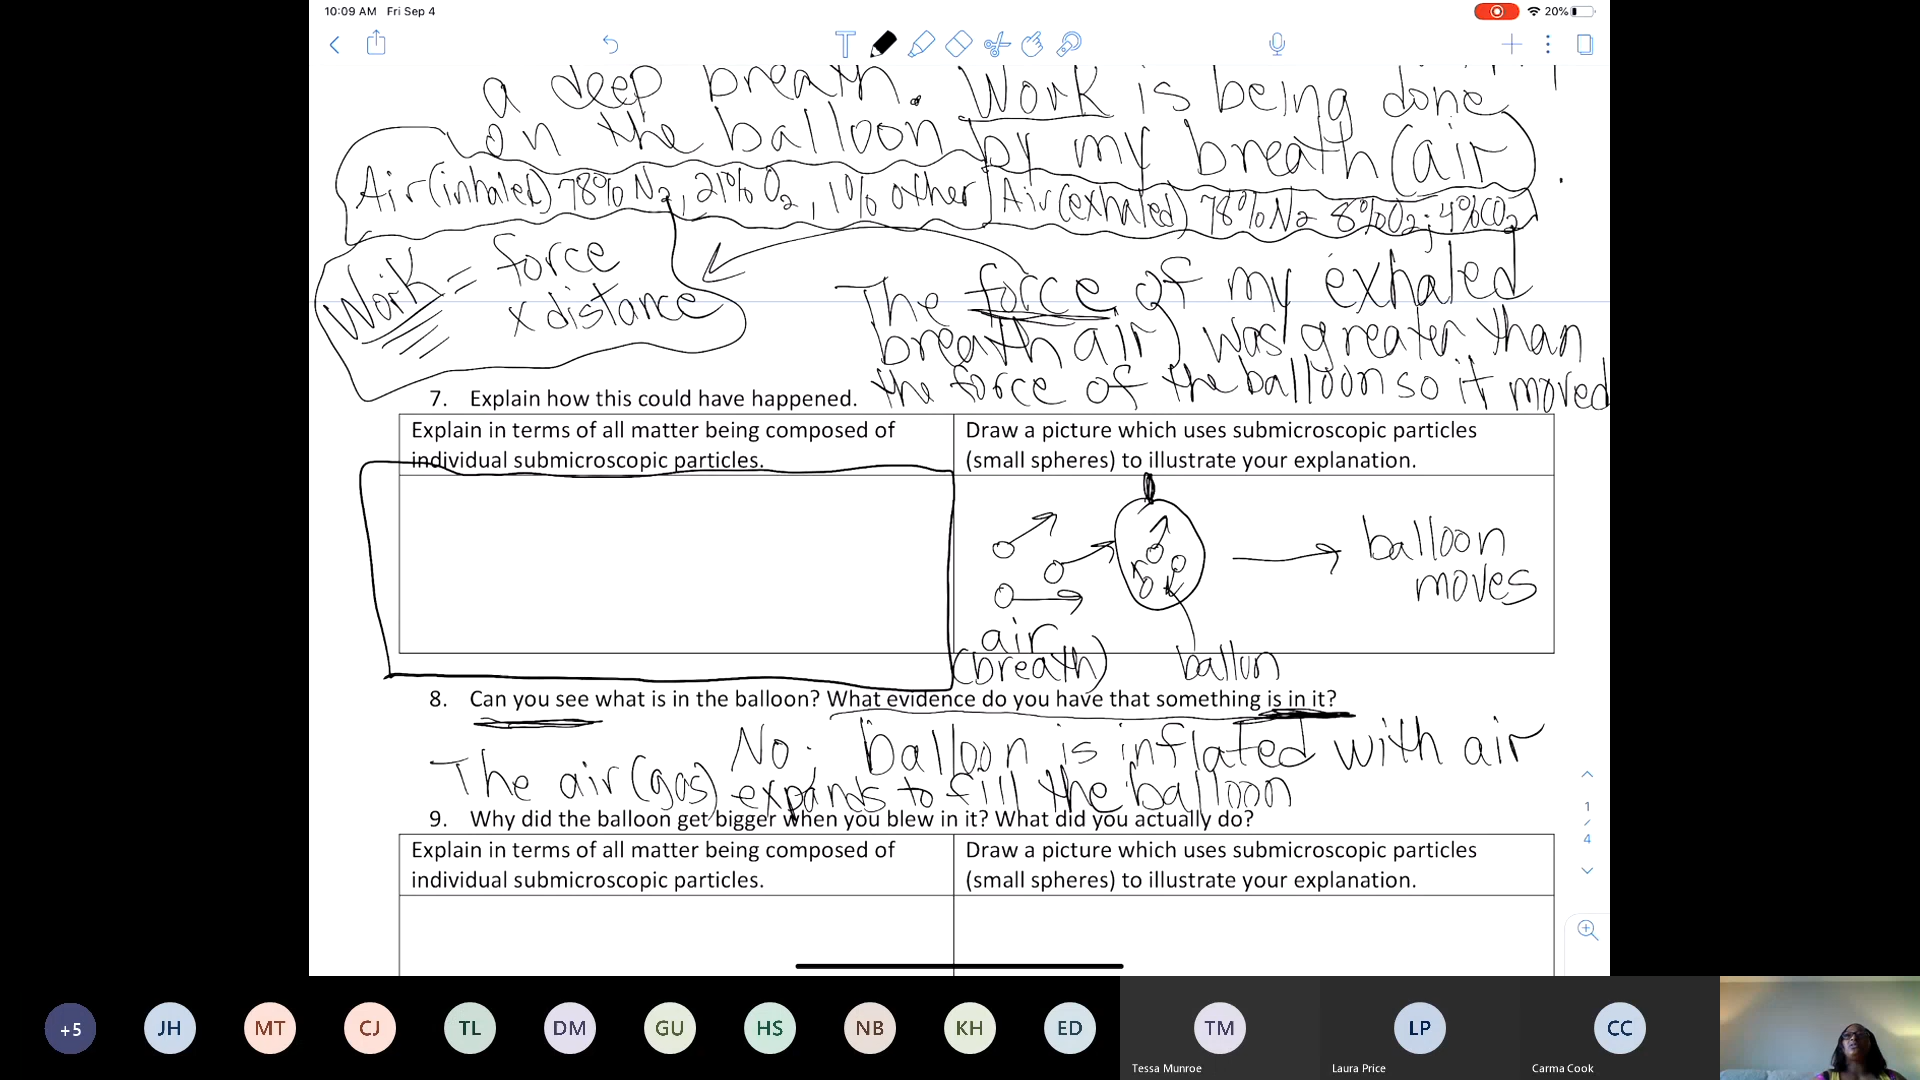 10:09 AM Fri Sep 4
20%
a deep breath. Work is being done
on the balloon by my breath (air
Air(inhaled) 78% N2, 21% O2, 1% other
Air(exhaled) 78% N2 8%O2; 4%CO2
Work = force
x distance
The force of my exhaled
breath air) was greater than
the force of the balloon so it moved
7. Explain how this could have happened.
Explain in terms of all matter being composed of
individual submicroscopic particles.
Draw a picture which uses submicroscopic particles
(small spheres) to illustrate your explanation.
balloon
moves
air
(breath)
ballun
8. Can you see what is in the balloon? What evidence do you have that something is in it?
No; balloon is inflated with air
The air (gas) expands to fill the balloon
9. Why did the balloon get bigger when you blew in it? What did you actually do?
Explain in terms of all matter being composed of
individual submicroscopic particles.
Draw a picture which uses submicroscopic particles
(small spheres) to illustrate your explanation.
1
/
4
+5 JH MT CJ TL DM GU HS NB KH ED TM LP CC
Tessa Munroe Laura Price Carma Cook